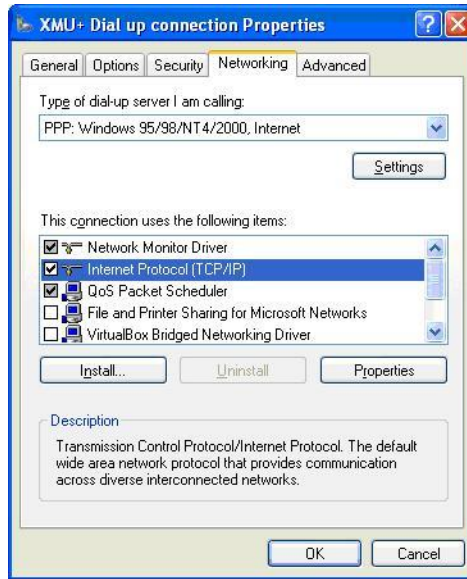 XMU+ Dial up connection Properties
General Options Security Networking Advanced
Type of dial-up server I am calling:
PPP: Windows 95/98/NT4/2000, Internet
Settings
This connection uses the following items:
Network Monitor Driver
Internet Protocol (TCP/IP)
QoS Packet Scheduler
File and Printer Sharing for Microsoft Networks
VirtualBox Bridged Networking Driver
Install... Uninstall Properties
Description
Transmission Control Protocol/Internet Protocol. The default
wide area network protocol that provides communication
across diverse interconnected networks.
OK Cancel